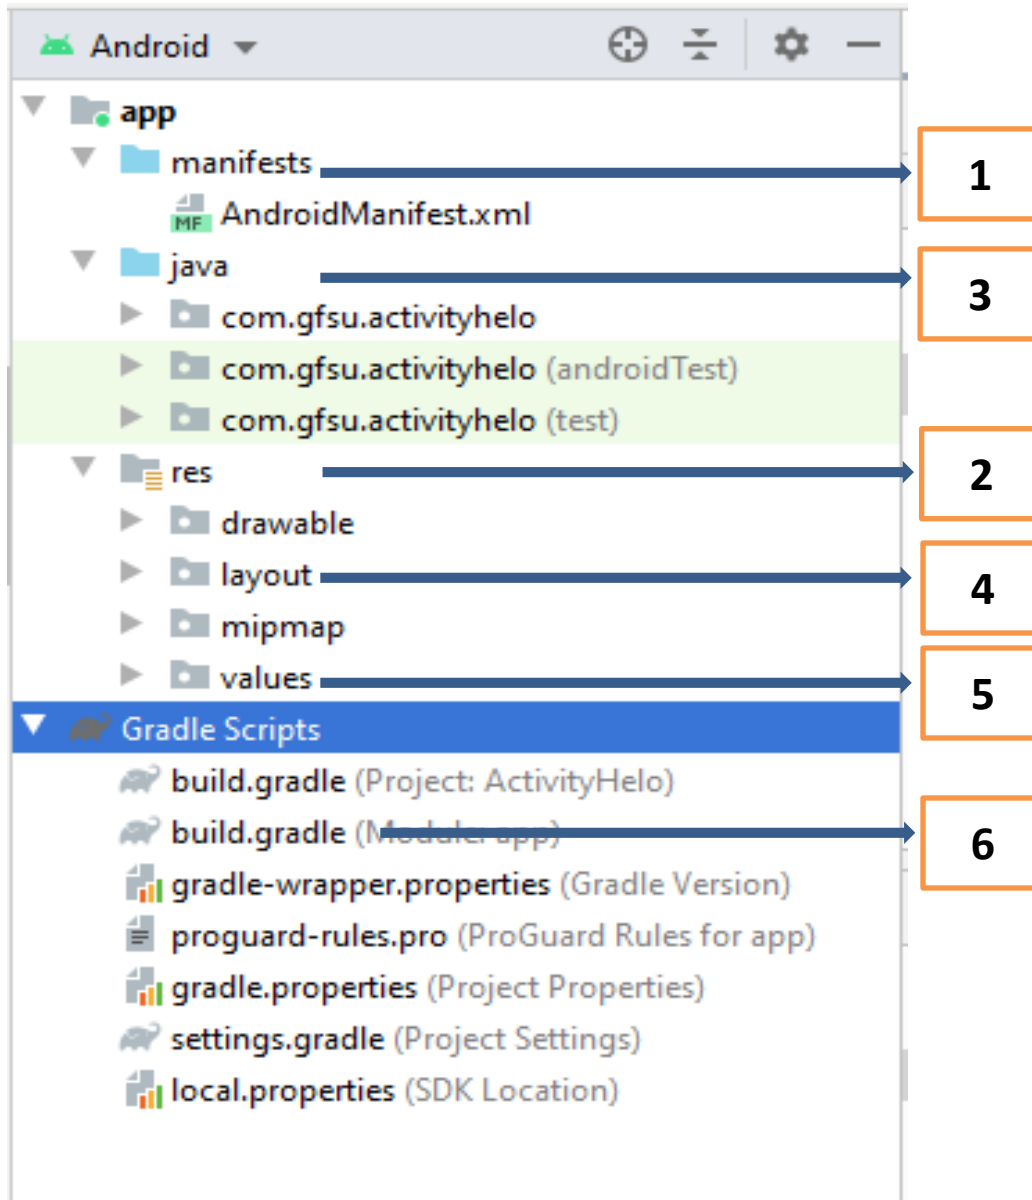 Android
app
manifests
1
MF AndroidManifest.xml
java
3
com.gfsu.activityhelo
com.gfsu.activityhelo (androidTest)
com.gfsu.activityhelo (test)
res
2
drawable
layout
4
mipmap
values
5
Gradle Scripts
build.gradle (Project: ActivityHelo)
build.gradle (Module: app)
6
gradle-wrapper.properties (Gradle Version)
proguard-rules.pro (ProGuard Rules for app)
gradle.properties (Project Properties)
settings.gradle (Project Settings)
local.properties (SDK Location)